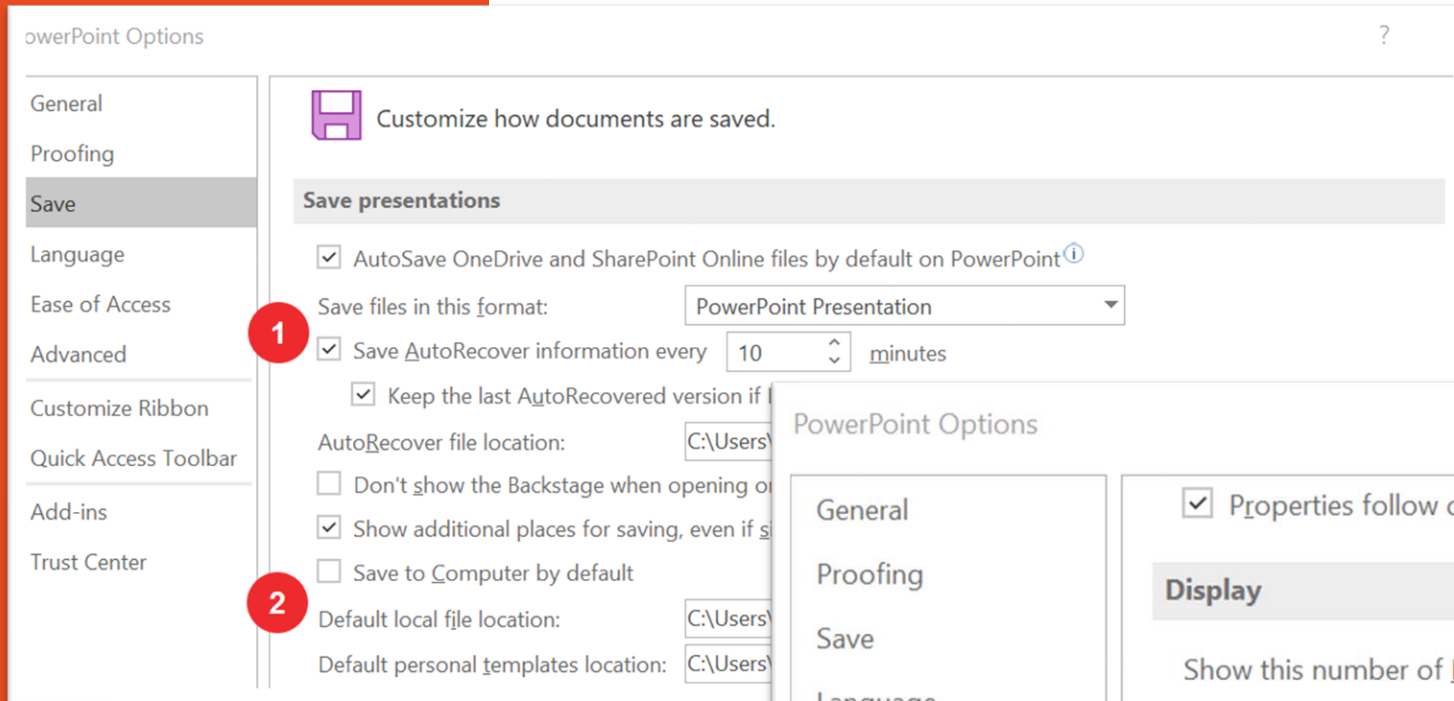 owerPoint Options
?
General
Proofing
Save
Language
Ease of Access
Advanced
Customize Ribbon
Quick Access Toolbar
Add-ins
Trust Center
Customize how documents are saved.
Save presentations
AutoSave OneDrive and SharePoint Online files by default on PowerPoint i
Save files in this format: PowerPoint Presentation
1
Save AutoRecover information every 10 minutes
Keep the last AutoRecovered version if
AutoRecover file location: C:\Users\
Don't show the Backstage when opening or
Show additional places for saving, even if si
Save to Computer by default
2
Default local file location: C:\Users\
Default personal templates location: C:\Users\
PowerPoint Options
General
Proofing
Save
Language
Properties follow
Display
Show this number of